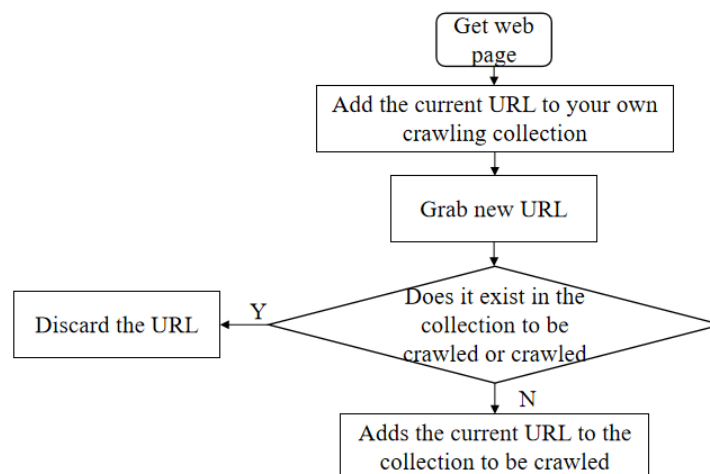 Get web
page
Add the current URL to your own
crawling collection
Grab new URL
Does it exist in the
collection to be
crawled or crawled
Y
Discard the URL
N
Adds the current URL to the
collection to be crawled